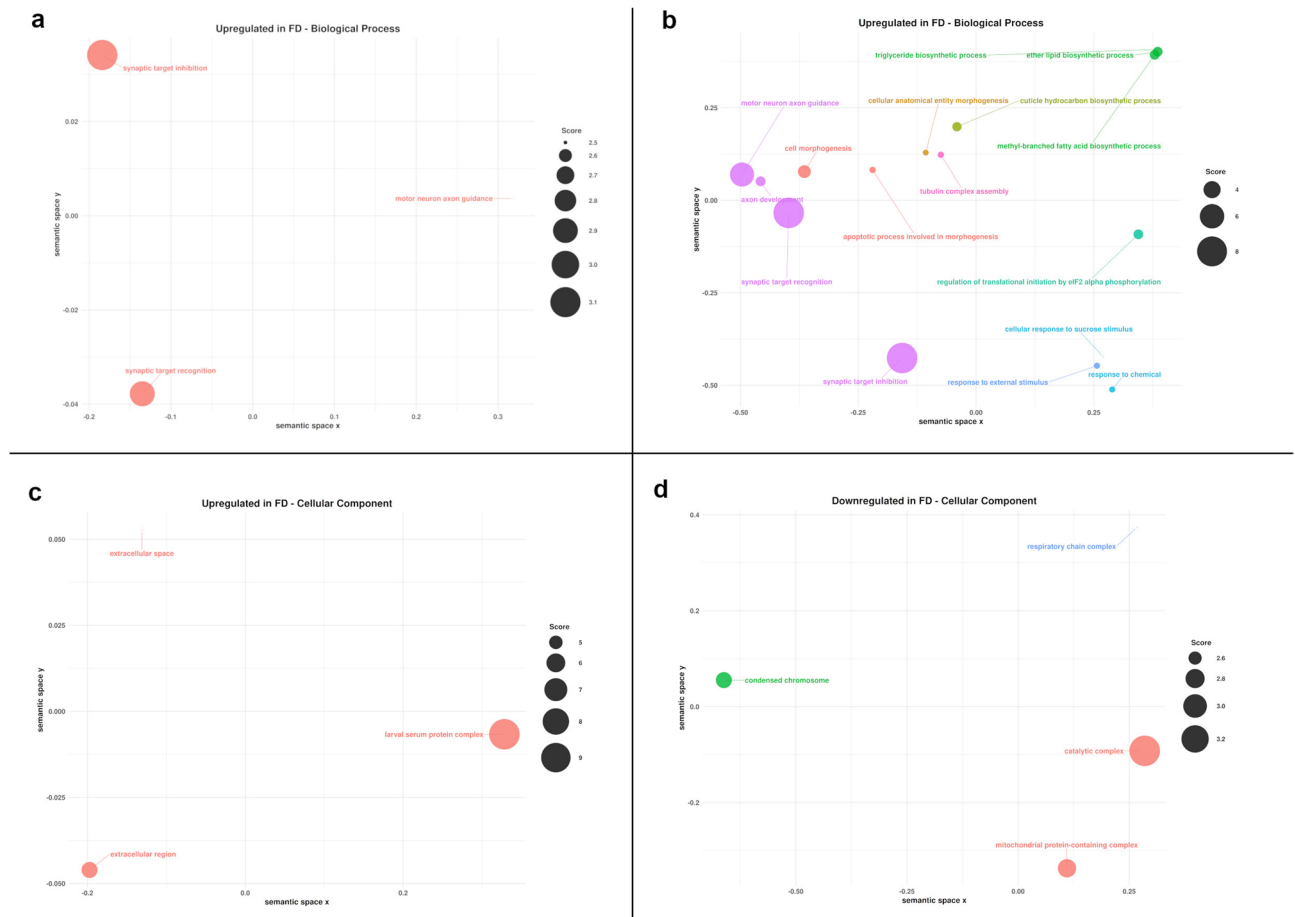 a
Upregulated in FD - Biological Process
synaptic target inhibition
motor neuron axon guidance
synaptic target recognition
0.02
0.00
-0.02
-0.04
-0.2
-0.1
0.0
0.1
0.2
0.3
semantic space x
semantic space y
Score
2.5
2.6
2.7
2.8
2.9
3.0
3.1
b
Upregulated in FD - Biological Process
triglyceride biosynthetic process
ether lipid biosynthetic process
motor neuron axon guidance
cellular anatomical entity morphogenesis
cuticle hydrocarbon biosynthetic process
cell morphogenesis
methyl-branched fatty acid biosynthetic process
axon development
tubulin complex assembly
apoptotic process involved in morphogenesis
synaptic target recognition
regulation of translational initiation by eIF2 alpha phosphorylation
cellular response to sucrose stimulus
synaptic target inhibition
response to external stimulus
response to chemical
0.25
0.00
-0.25
-0.50
-0.50
-0.25
0.00
0.25
semantic space x
semantic space y
Score
4
6
8
c
Upregulated in FD - Cellular Component
extracellular space
larval serum protein complex
extracellular region
0.050
0.025
0.000
-0.025
-0.050
-0.2
0.0
0.2
semantic space x
semantic space y
Score
5
6
7
8
9
d
Downregulated in FD - Cellular Component
respiratory chain complex
condensed chromosome
catalytic complex
mitochondrial protein-containing complex
0.4
0.2
0.0
-0.2
-0.50
-0.25
0.00
0.25
semantic space x
semantic space y
Score
2.6
2.8
3.0
3.2